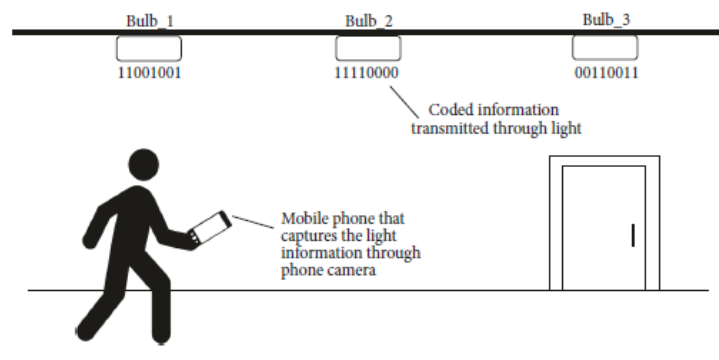 Bulb_1
Bulb_2
Bulb_3
11001001
11110000
00110011
Coded information
transmitted through light
Mobile phone that
captures the light
information through
phone camera